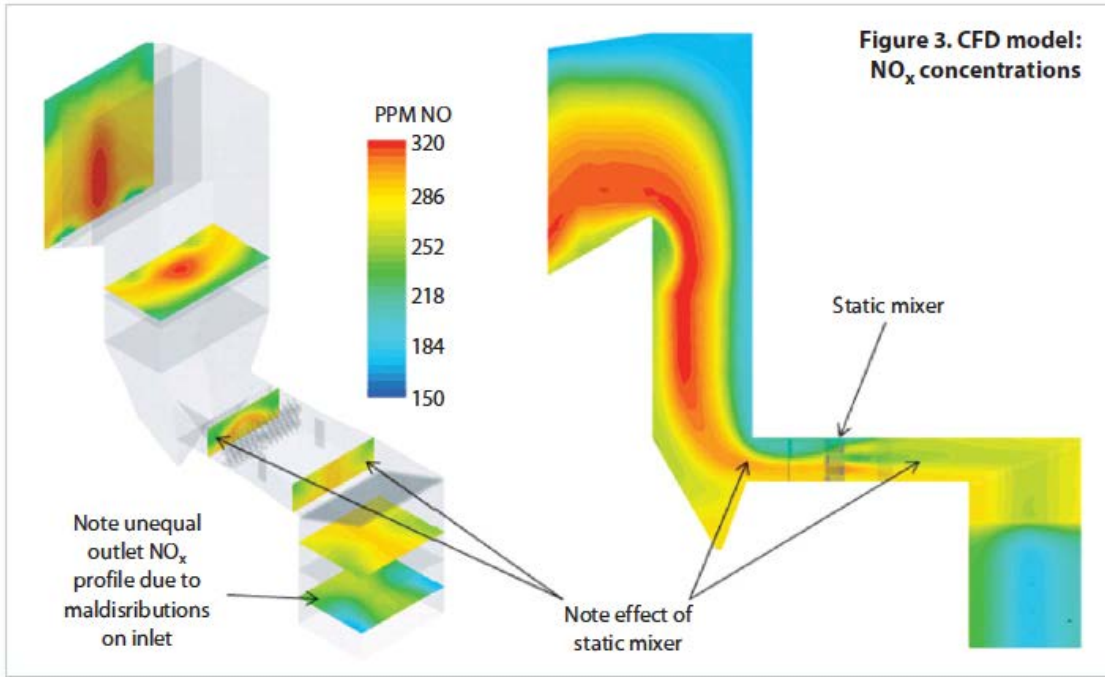 Figure 3. CFD model:
NOx concentrations
PPM NO
320
286
252
218
184
150
Static mixer
Note unequal
outlet NOx
profile due to
maldisributions
on inlet
Note effect of
static mixer